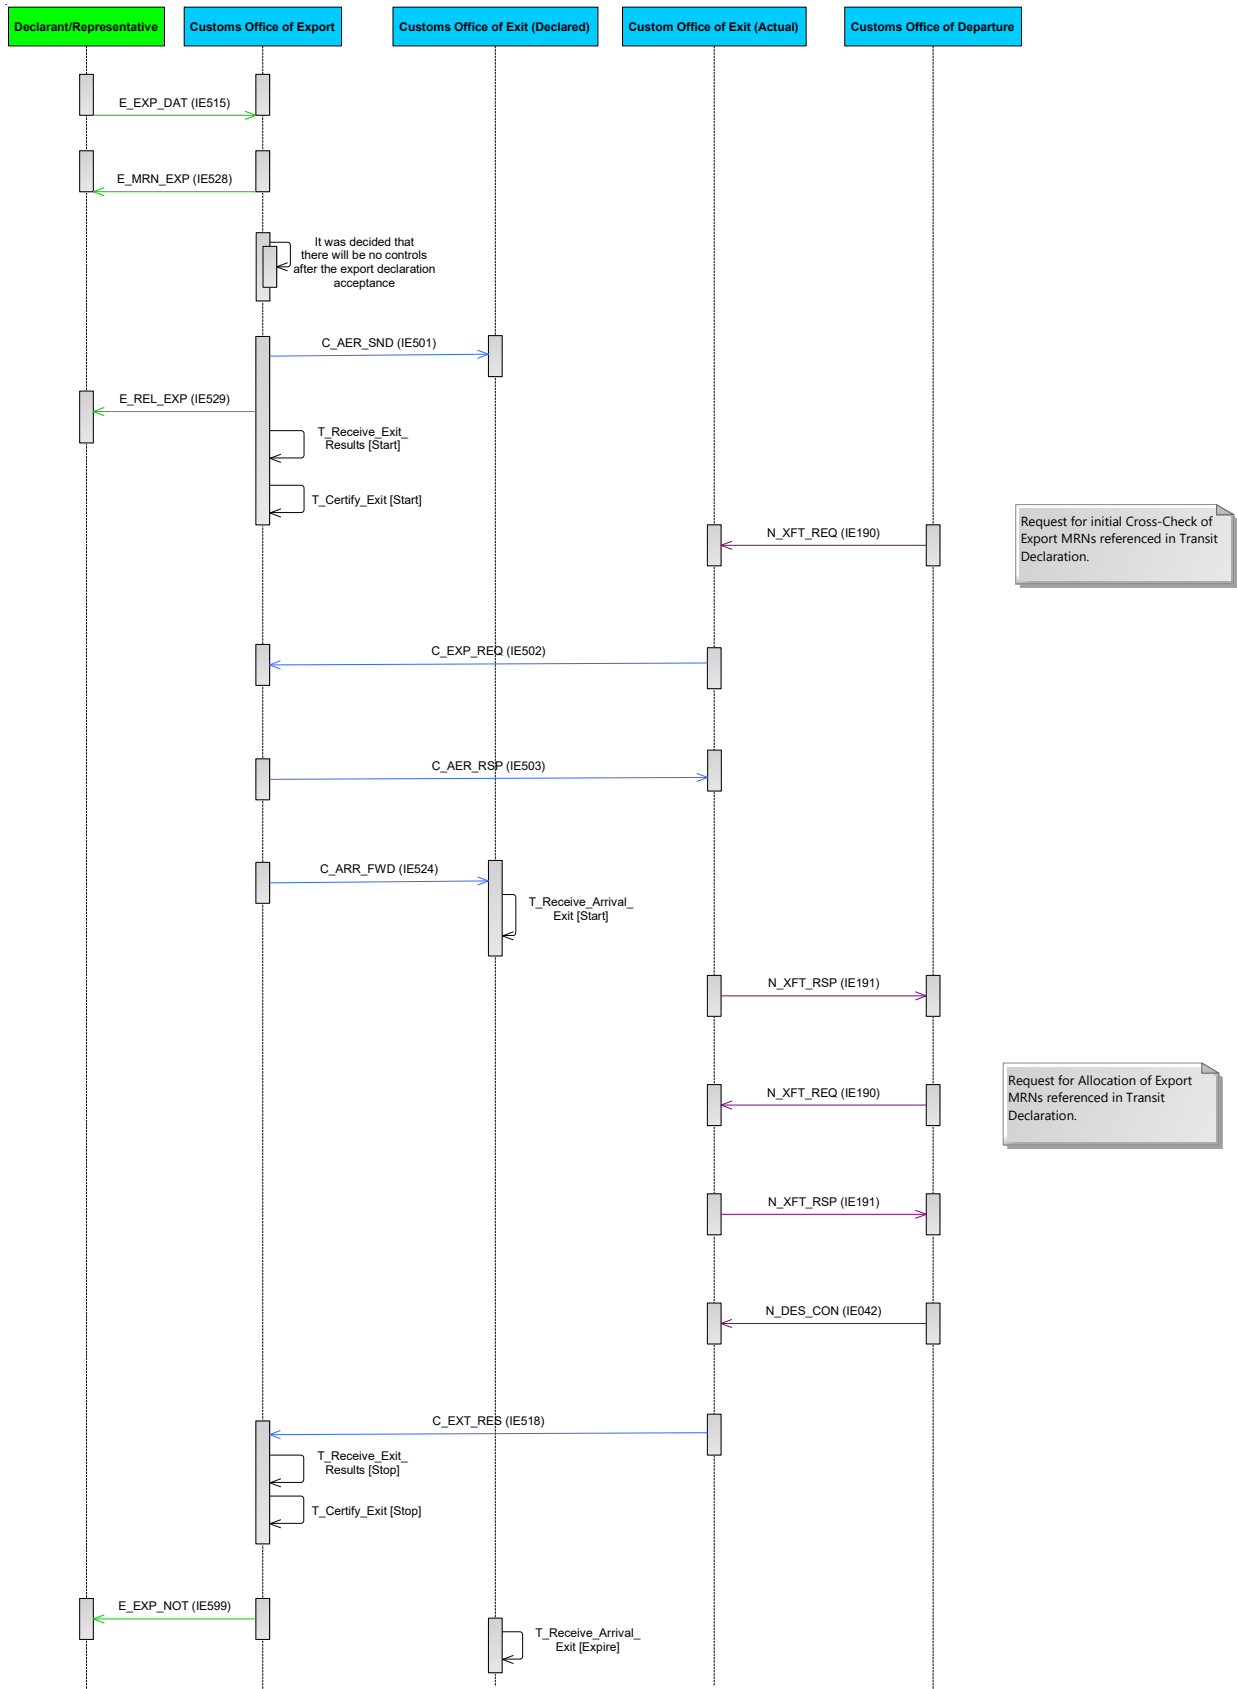 Declarant/Representative
Customs Office of Export
Customs Office of Exit (Declared)
Custom Office of Exit (Actual)
Customs Office of Departure
E_EXP_DAT (IE515)
E_MRN_EXP (IE528)
It was decided that
there will be no controls
after the export declaration
acceptance
C_AER_SND (IE501)
E_REL_EXP (IE529)
T_Receive_Exit_
Results [Start]
T_Certify_Exit [Start]
N_XFT_REQ (IE190)
Request for initial Cross-Check of
Export MRNs referenced in Transit
Declaration.
C_EXP_REQ (IE502)
C_AER_RSP (IE503)
C_ARR_FWD (IE524)
T_Receive_Arrival_
Exit [Start]
N_XFT_RSP (IE191)
Request for Allocation of Export
MRNs referenced in Transit
Declaration.
N_XFT_REQ (IE190)
N_XFT_RSP (IE191)
N_DES_CON (IE042)
C_EXT_RES (IE518)
T_Receive_Exit_
Results [Stop]
T_Certify_Exit [Stop]
E_EXP_NOT (IE599)
T_Receive_Arrival_
Exit [Expire]